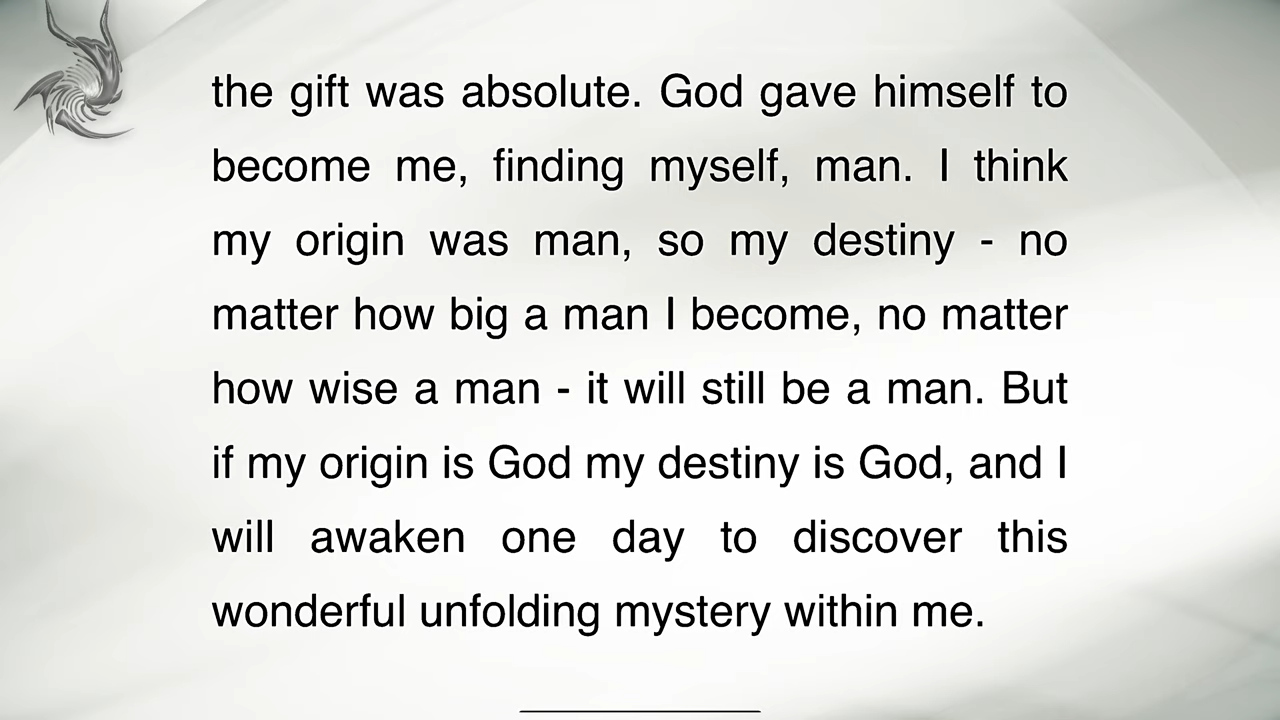 the gift was absolute. God gave himself to
become me, finding myself, man. I think
my origin was man, so my destiny - no
matter how big a man I become, no matter
how wise a man - it will still be a man. But
if my origin is God my destiny is God, and I
will awaken one day to discover this
wonderful unfolding mystery within me.